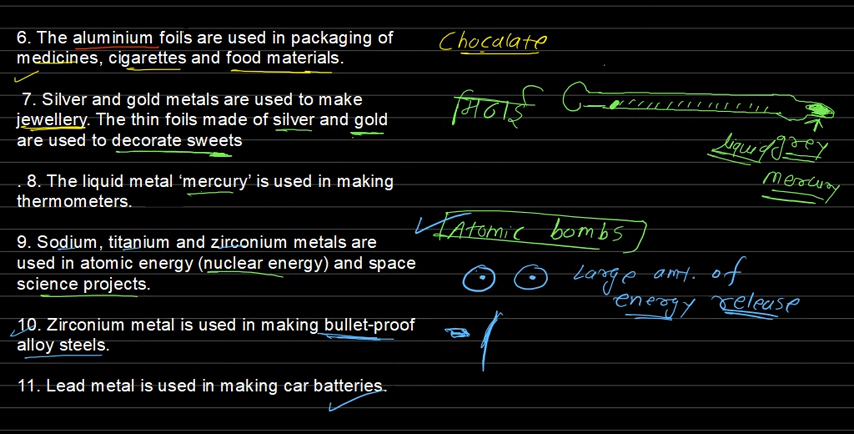 6. The aluminium foils are used in packaging of
medicines, cigarettes and food materials.
Chocalate
7. Silver and gold metals are used to make
jewellery. The thin foils made of silver and gold
are used to decorate sweets
मिठाई
liquid grey
mercury
. 8. The liquid metal ‘mercury’ is used in making
thermometers.
9. Sodium, titanium and zirconium metals are
used in atomic energy (nuclear energy) and space
science projects.
Atomic bombs
Large amt. of
energy release
10. Zirconium metal is used in making bullet-proof
alloy steels.
11. Lead metal is used in making car batteries.